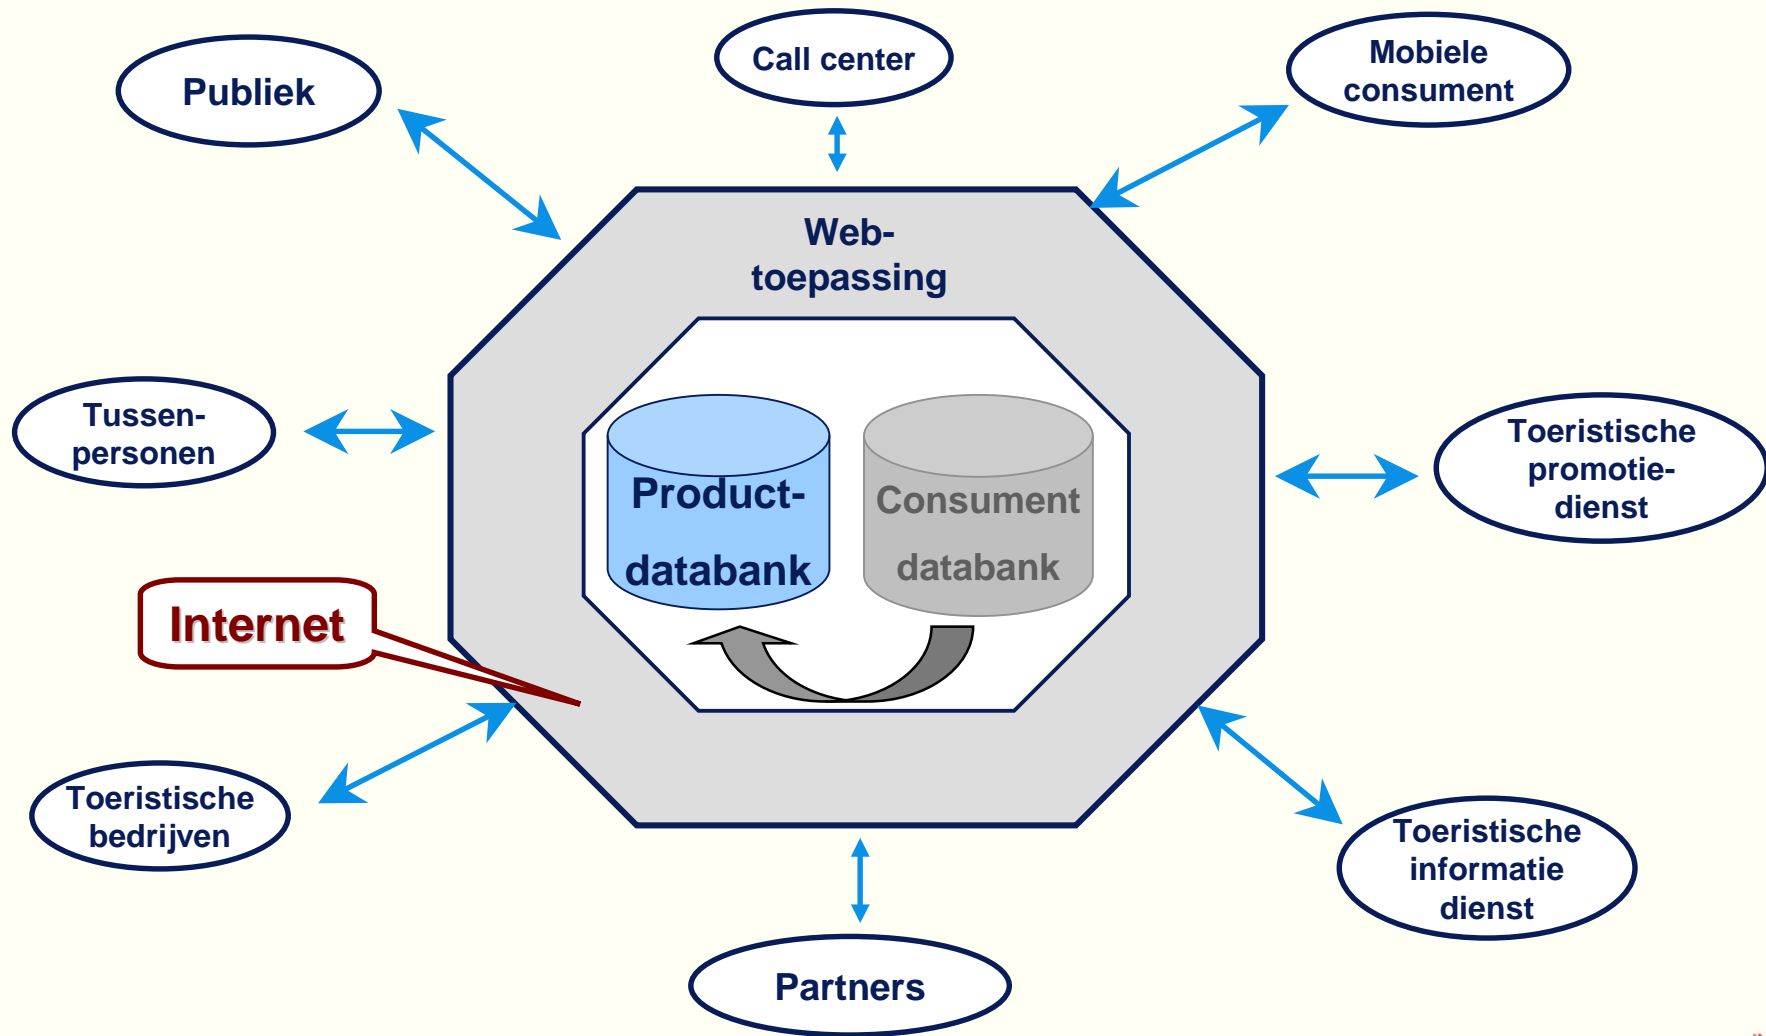 Publiek
Call center
Mobiele
consument
Web-
toepassing
Tussen-
personen
Product-
databank
Consument
databank
Toeristische
promotie-
dienst
Internet
Toeristische
bedrijven
Toeristische
informatie
dienst
Partners